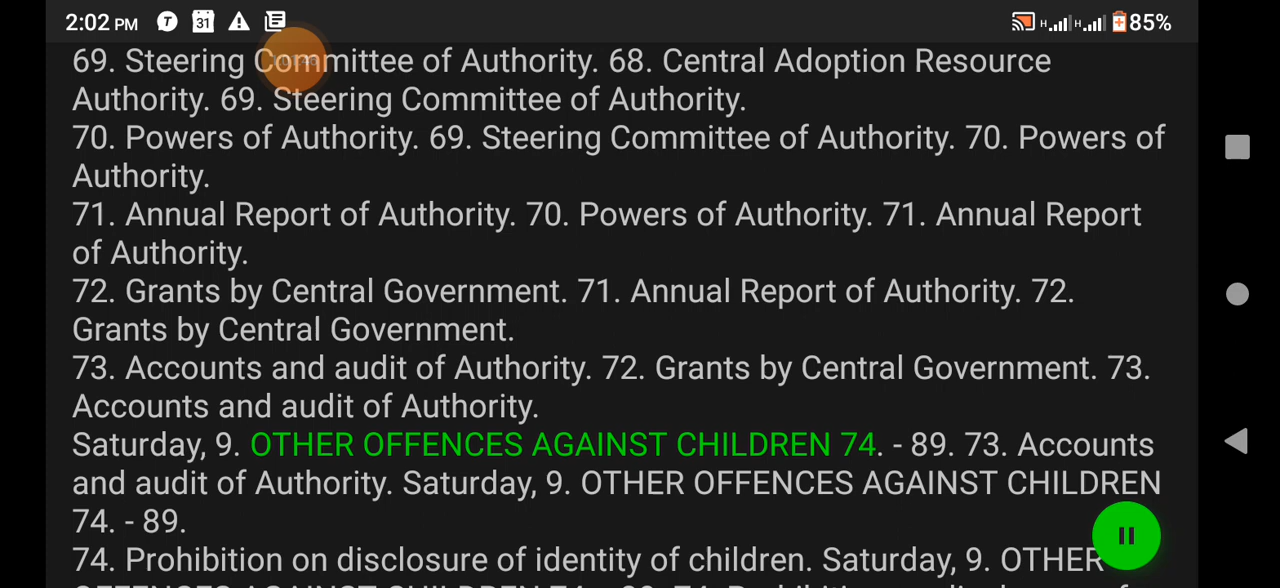 2:02 PM T 31 H H 85%
69. Steering Committee of Authority. 68. Central Adoption Resource
Authority. 69. Steering Committee of Authority.
70. Powers of Authority. 69. Steering Committee of Authority. 70. Powers of
Authority.
71. Annual Report of Authority. 70. Powers of Authority. 71. Annual Report
of Authority.
72. Grants by Central Government. 71. Annual Report of Authority. 72.
Grants by Central Government.
73. Accounts and audit of Authority. 72. Grants by Central Government. 73.
Accounts and audit of Authority.
Saturday, 9. OTHER OFFENCES AGAINST CHILDREN 74. - 89. 73. Accounts
and audit of Authority. Saturday, 9. OTHER OFFENCES AGAINST CHILDREN
74. - 89.
74. Prohibition on disclosure of identity of children. Saturday, 9. OTHER